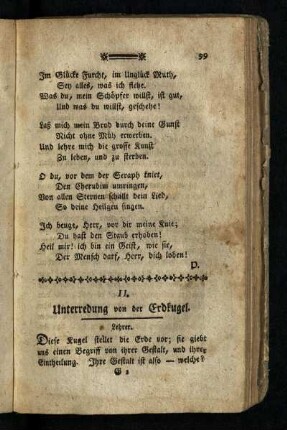 59
Im Glücke Furcht, im Unglück Muth,
Sey alles, was ich flehe.
Was du, mein Schöpfer willst, ist gut,
Und was du willst, geschehe!
Laß mich mein Brod durch deine Gunst
Nicht ohne Müh erwerben.
Und lehre mich die grosse Kunst
Zu leben, und zu sterben.
O du, vor dem der Seraph kniet,
Den Cherubim umringen,
Von allen Sternen schallt dein Lied,
So deine Heiligen singen.
Ich beuge, Herr, vor dir meine Knie;
Du hast den Staub erhoben!
Heil mir! ich bin ein Geist, wie sie,
Der Mensch darf, Herr, dich loben!
P.
II.
Unterredung von der Erdkugel.
Lehrer.
Diese Kugel stellet die Erde vor; sie giebt
uns einen Begriff von ihrer Gestalt, und ihrer
Eintheilung. Ihre Gestalt ist also — welche?
G 2